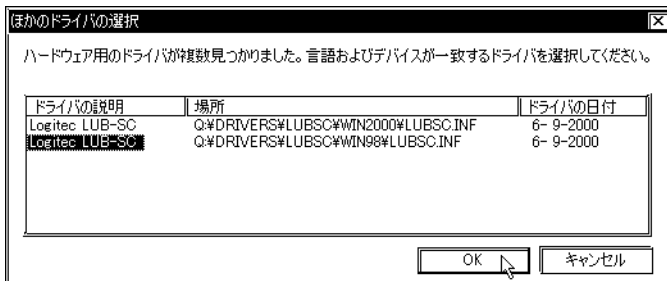 ほかのドライバの選択
ハードウェア用のドライバが複数見つかりました。言語およびデバイスが一致するドライバを選択してください。
ドライバの説明 場所 ドライバの日付
Logitec LUB-SC Q:¥DRIVERS¥LUBSC¥WIN2000¥LUBSC.INF 6- 9-2000
Logitec LUB-SC Q:¥DRIVERS¥LUBSC¥WIN98¥LUBSC.INF 6- 9-2000
OK キャンセル